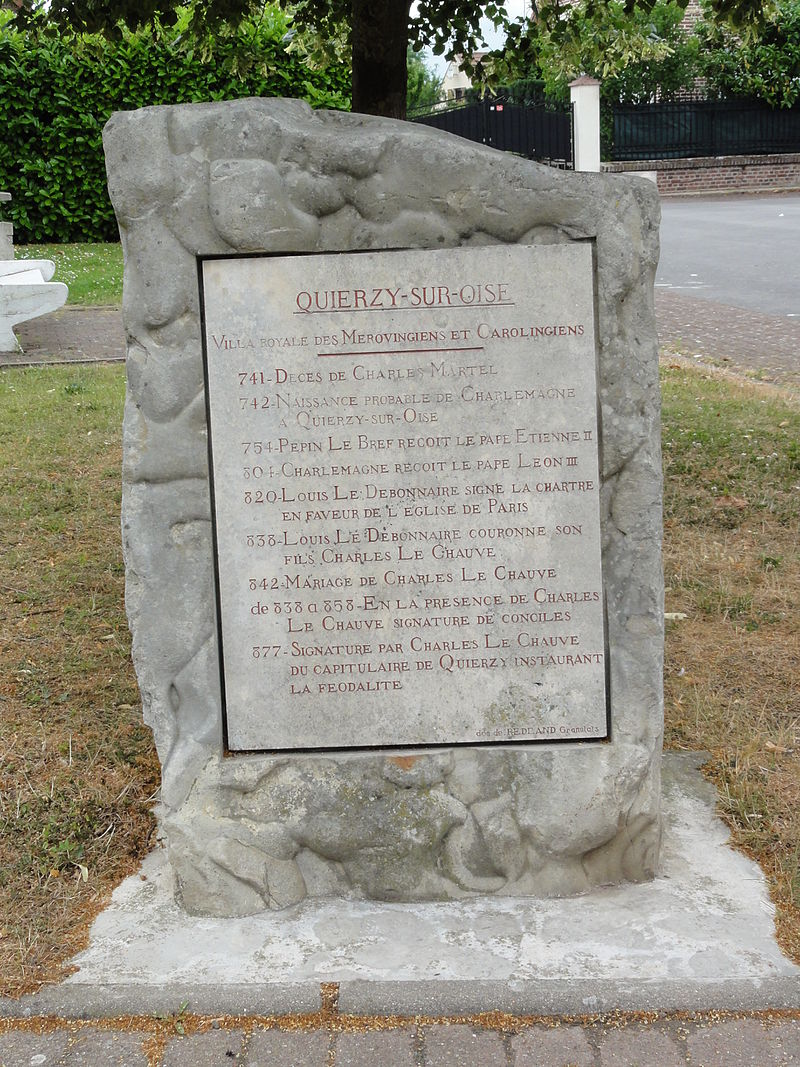 QUIERZY-SUR-OISE
VILLA ROYALE DES MEROVINGIENS ET CAROLINGIENS
741-DECES DE CHARLES MARTEL
742-NAISSANCE PROBABLE DE CHARLEMAGNE
A QUIERZY-SUR-OISE
754-PEPIN LE BREF RECOIT LE PAPE ETIENNE II
804-CHARLEMAGNE RECOIT LE PAPE LEON III
820-LOUIS LE DEBONNAIRE SIGNE LA CHARTRE
EN FAVEUR DE L'EGLISE DE PARIS
838-LOUIS LE DEBONNAIRE COURONNE SON
FILS CHARLES LE CHAUVE
842-MARIAGE DE CHARLES LE CHAUVE
de 838 a 858-EN LA PRESENCE DE CHARLES
LE CHAUVE SIGNATURE DE CONCILES
877-SIGNATURE PAR CHARLES LE CHAUVE
DU CAPITULAIRE DE QUIERZY INSTAURANT
LA FEODALITE